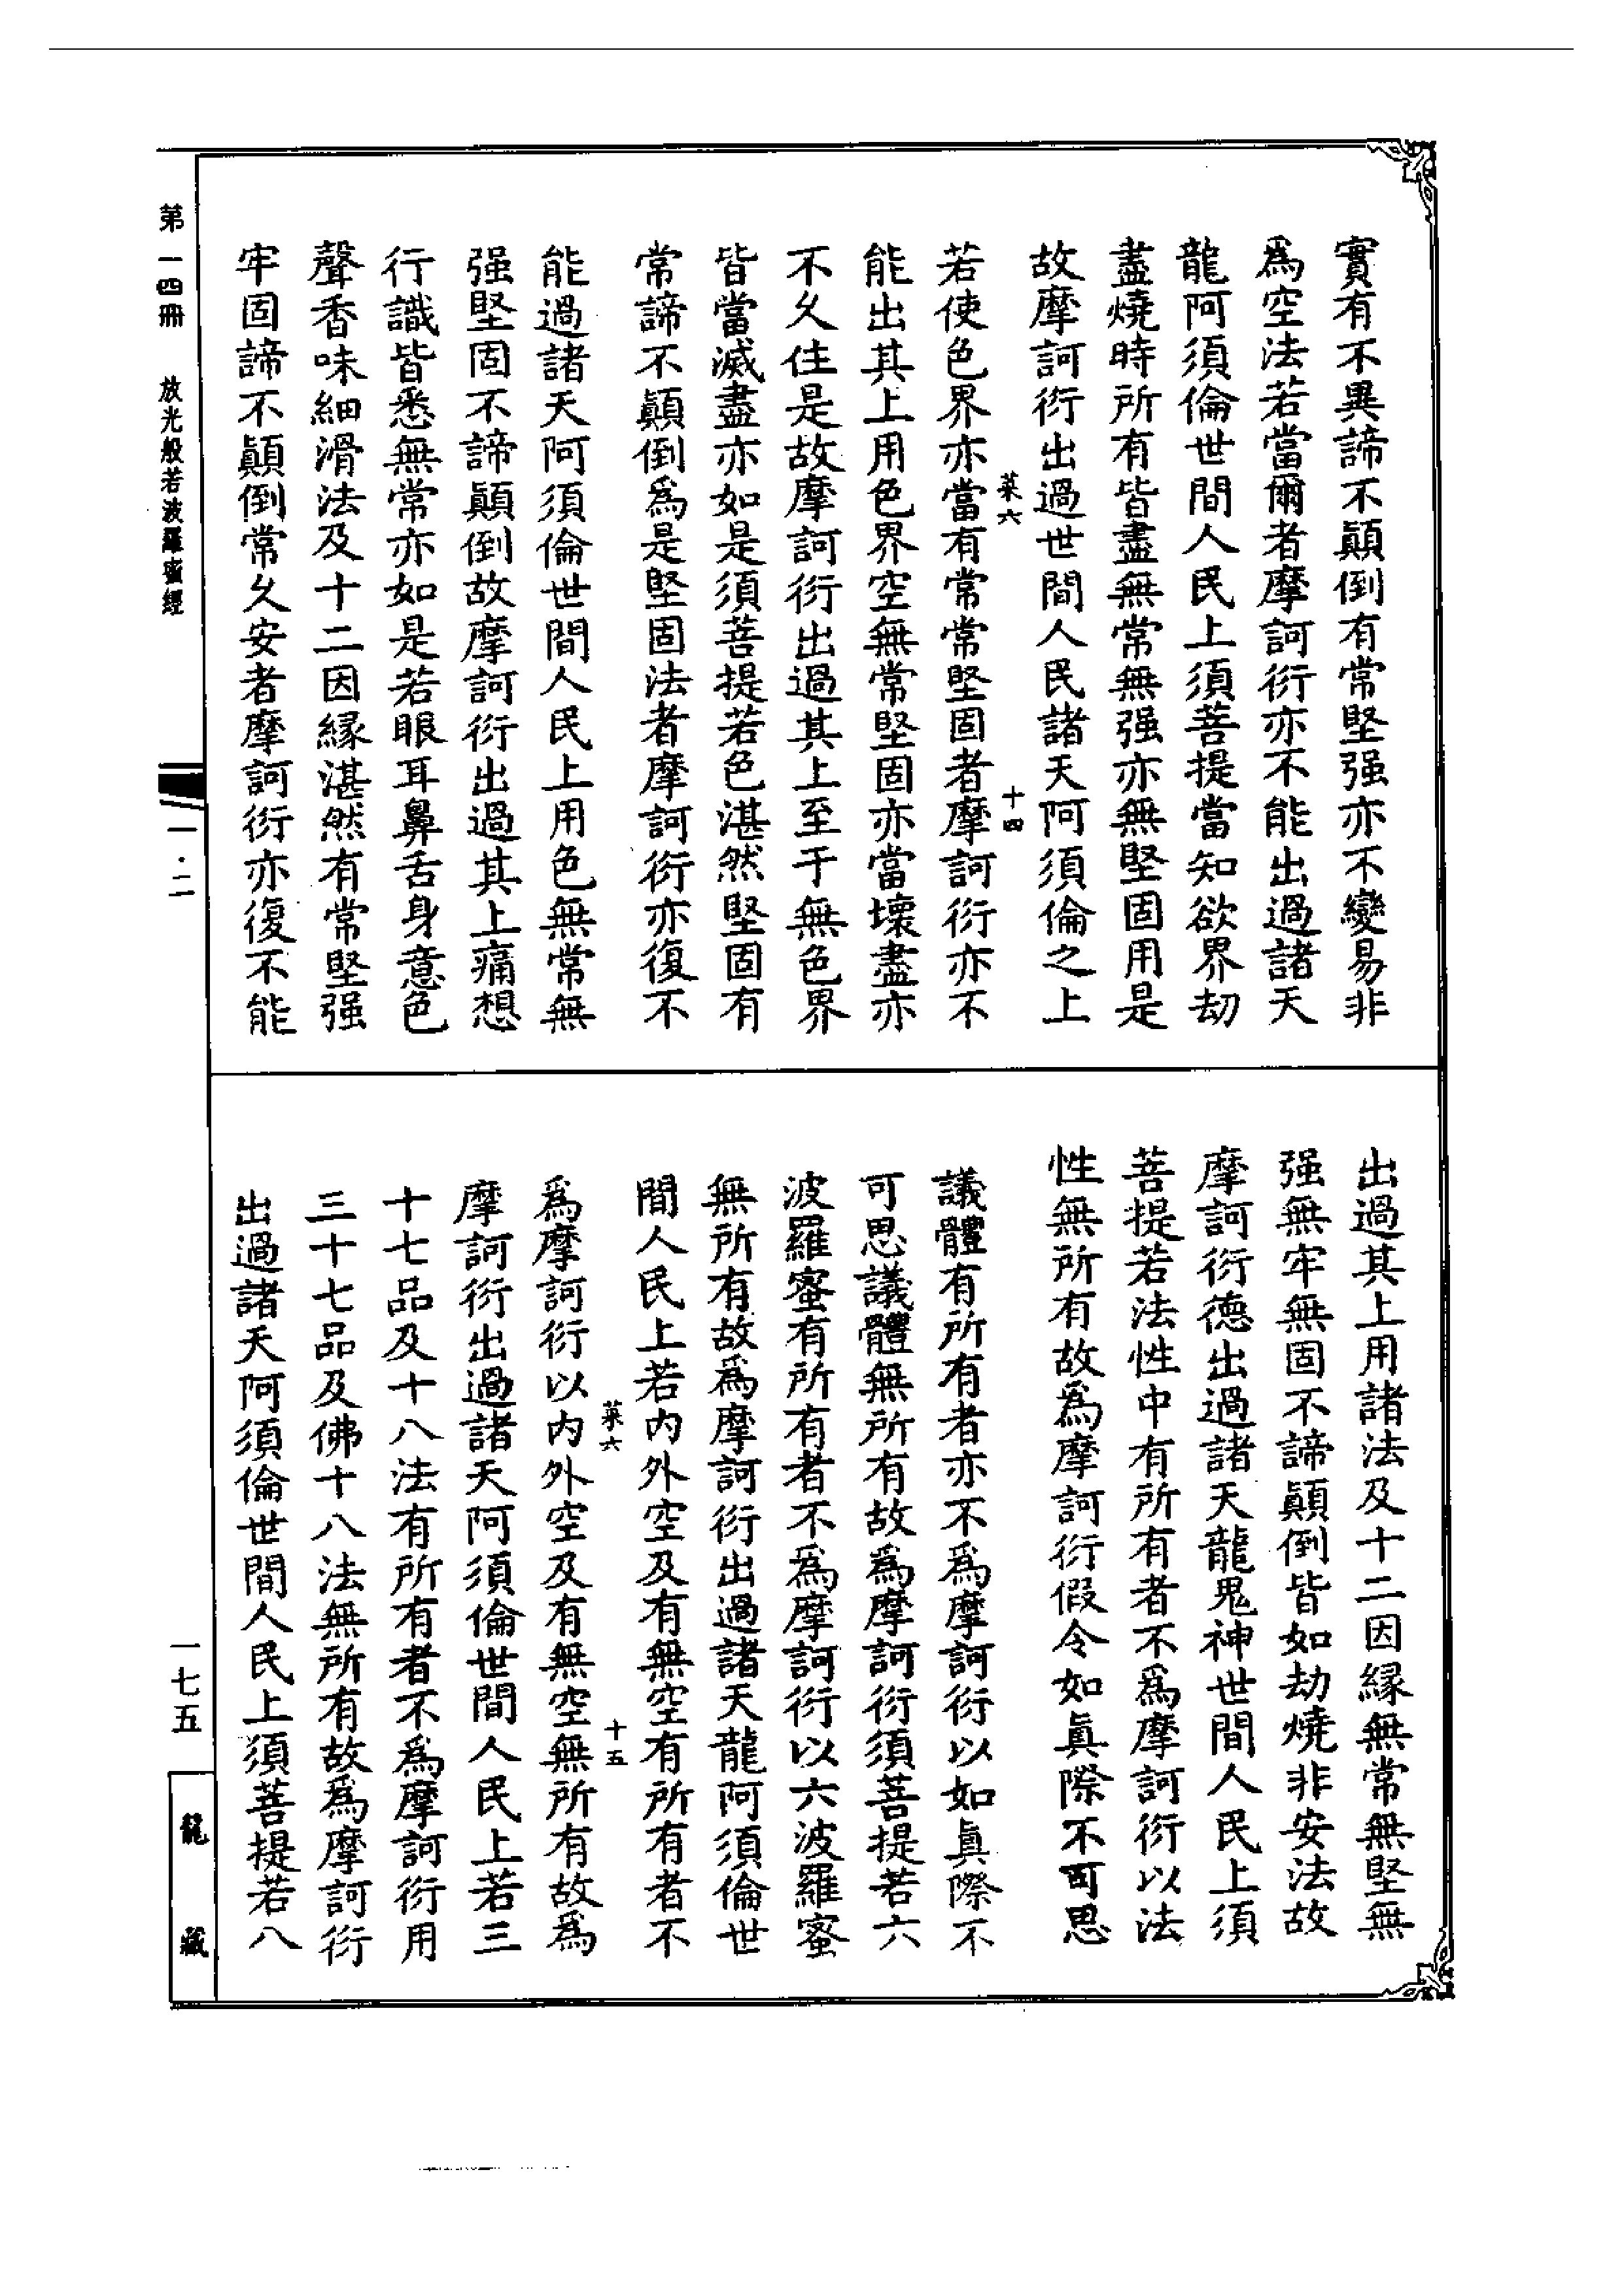 實有不異諦不顛倒有常堅强亦不變易非
爲空法若當爾者摩訶衍亦不能出過諸天
龍阿須倫世間人民上須菩提當知欲界劫
盡燒時所有皆盡無常無强亦無堅固用是
故摩訶衍出過世間人民諸天阿須倫之上
菜六 十四
若使色界亦當有常常堅固者摩訶衍亦不
能出其上用色界空無常堅固亦當壞盡亦
不久住是故摩訶衍出過其上至于無色界
皆當滅盡亦如是須菩提若色湛然堅固有
常諦不顛倒爲是堅固法者摩訶衍亦復不
能過諸天阿須倫世間人民上用色無常無
强堅固不諦顛倒故摩訶衍出過其上痛想
行識皆悉無常亦如是若眼耳鼻舌身意色
聲香味細滑法及十二因緣湛然有常堅强
牢固諦不顛倒常久安者摩訶衍亦復不能
出過其上用諸法及十二因緣無常無堅無
强無牢無固不諦顛倒皆如劫燒非安法故
摩訶衍德出過諸天龍鬼神世間人民上須
菩提若法性中有所有者不爲摩訶衍以法
性無所有故爲摩訶衍假令如眞際不可思
議體有所有者亦不爲摩訶衍以如眞際不
可思議體無所有故爲摩訶衍須菩提若六
波羅蜜有所有者不爲摩訶衍以六波羅蜜
無所有故爲摩訶衍出過諸天龍阿須倫世
間人民上若内外空及有無空有所有者不
菜六 十五
爲摩訶衍以内外空及有無空無所有故爲
摩訶衍出過諸天阿須倫世間人民上若三
十七品及十八法有所有者不爲摩訶衍用
三十七品及佛十八法無所有故爲摩訶衍
出過諸天阿須倫世間人民上須菩提若八
第一四冊 放光般若波羅蜜經
一·二
一七五
龍藏